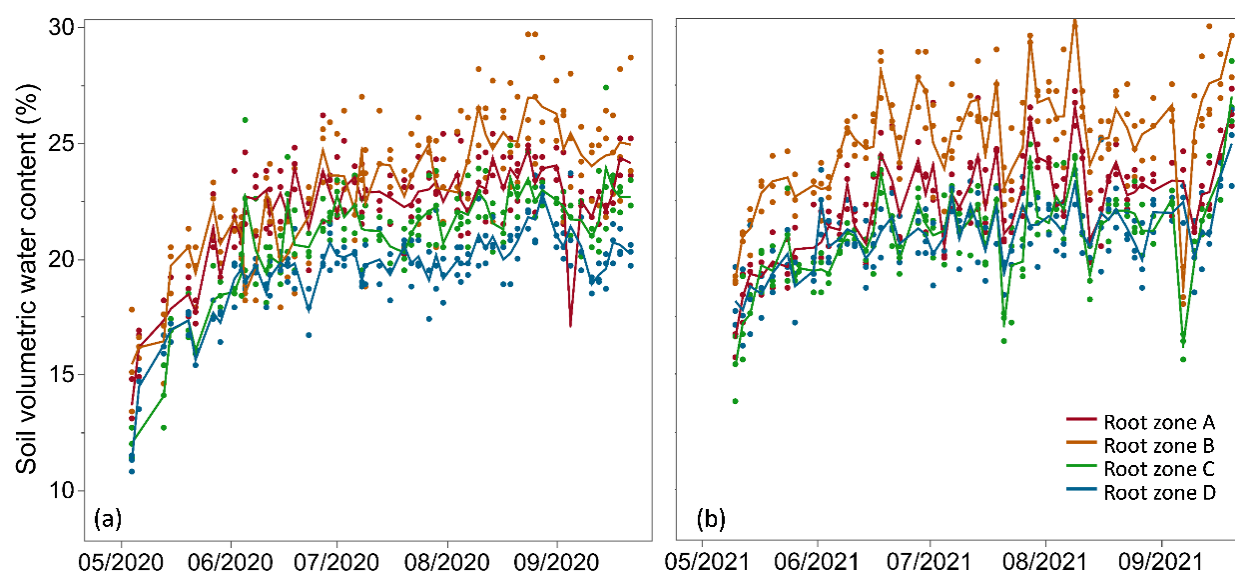 Soil volumetric water content (%)
30
25
20
15
10
(a)
05/2020 06/2020 07/2020 08/2020 09/2020
(b)
Root zone A
Root zone B
Root zone C
Root zone D
05/2021 06/2021 07/2021 08/2021 09/2021